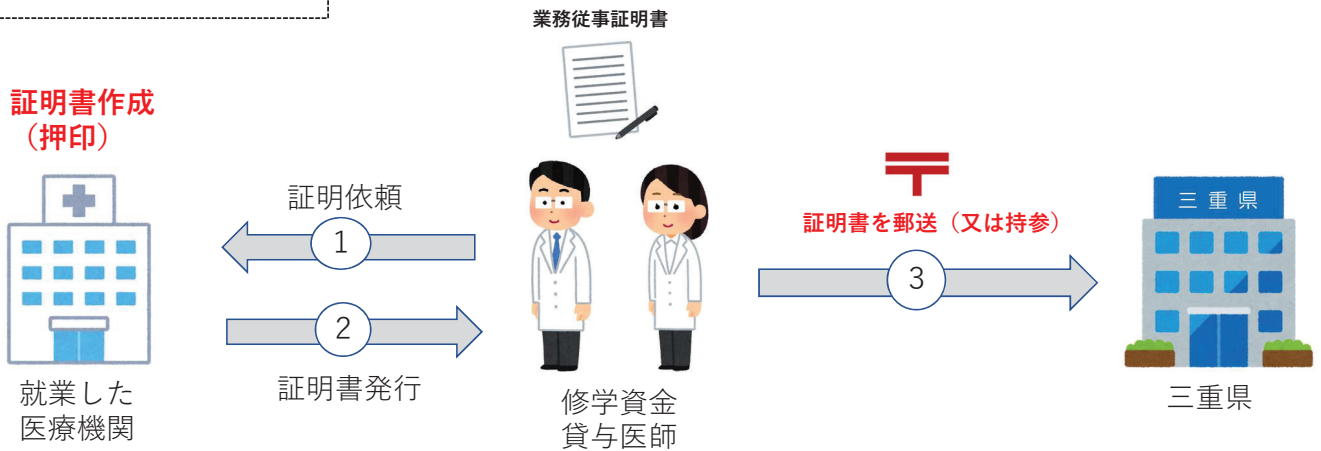 業務従事証明書
証明書作成
(押印)
証明依頼
1
2
証明書発行
就業した
医療機関
修学資金
貸与医師
〒
証明書を郵送（又は持参）
3
三重県
三重県